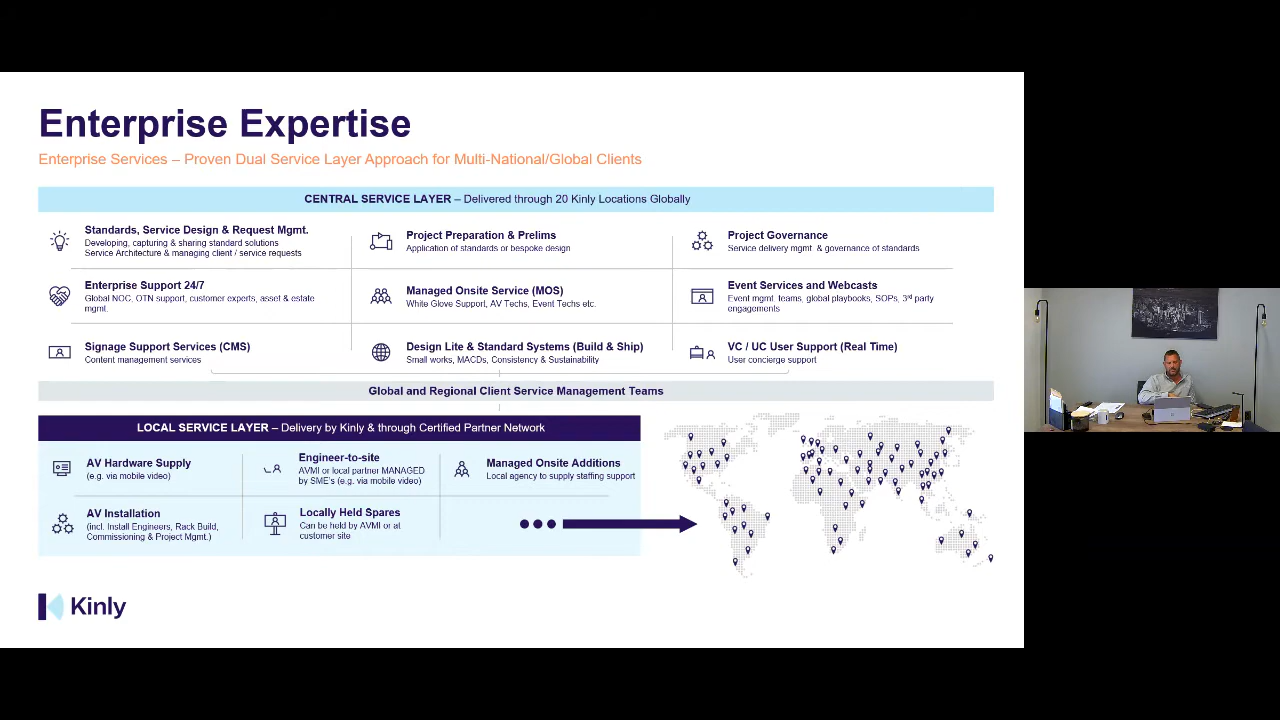 Enterprise Expertise
Enterprise Services – Proven Dual Service Layer Approach for Multi-National/Global Clients
CENTRAL SERVICE LAYER – Delivered through 20 Kinly Locations Globally
Standards, Service Design & Request Mgmt.
Developing, capturing & sharing standard solutions
Service Architecture & managing client / service requests
Project Preparation & Prelims
Application of standards or bespoke design
Project Governance
Service delivery mgmt. & governance of standards
Enterprise Support 24/7
Global NOC, OTN support, customer experts, asset & estate
mgmt.
Managed Onsite Service (MOS)
White Glove Support, AV Techs, Event Techs etc.
Event Services and Webcasts
Event mgmt. teams, global playbooks, SOPs, 3rd party
engagements
Signage Support Services (CMS)
Content management services
Design Lite & Standard Systems (Build & Ship)
Small works, MACDs, Consistency & Sustainability
VC / UC User Support (Real Time)
User concierge support
Global and Regional Client Service Management Teams
LOCAL SERVICE LAYER – Delivery by Kinly & through Certified Partner Network
AV Hardware Supply
(e.g. via mobile video)
Engineer-to-site
AVMI or local partner MANAGED
by SME's (e.g. via mobile video)
Managed Onsite Additions
Local agency to supply staffing support
AV Installation
(incl. Install Engineers, Rack Build,
Commissioning & Project Mgmt.)
Locally Held Spares
Can be held by AVMI or at
customer site
Kinly